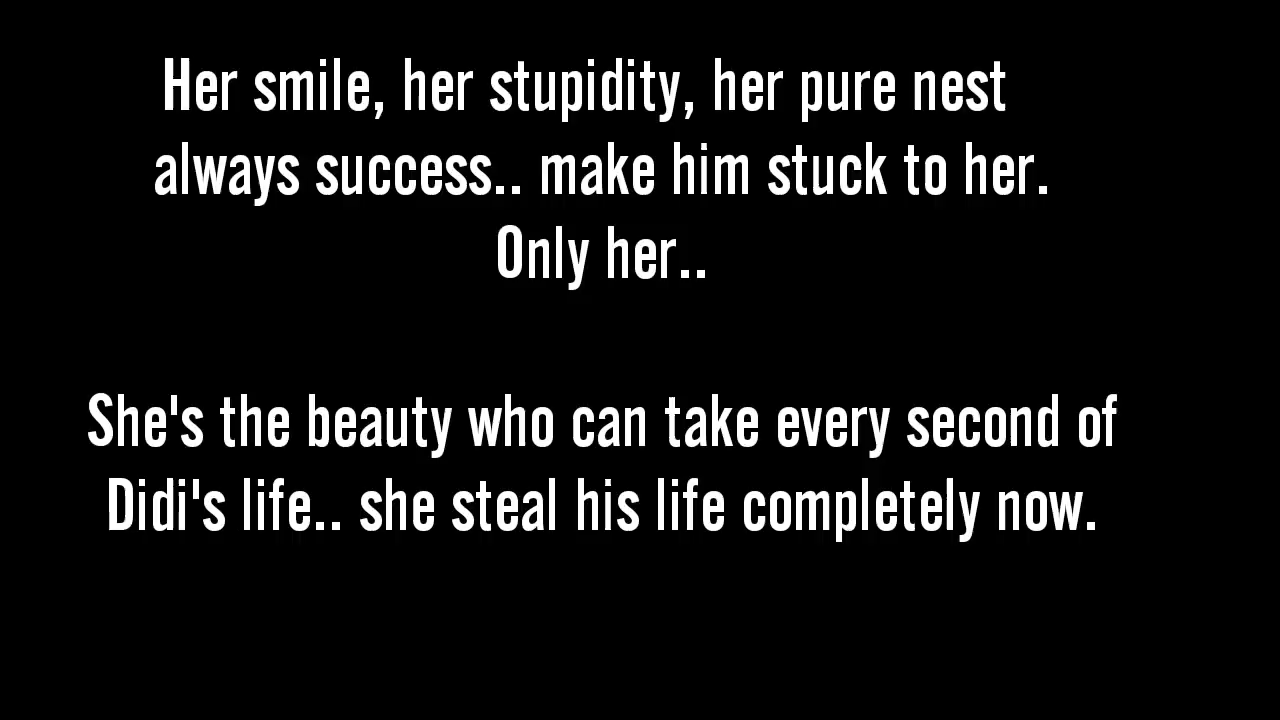 Her smile, her stupidity, her pure nest
always success.. make him stuck to her.
Only her..
She's the beauty who can take every second of
Didi's life.. she steal his life completely now.